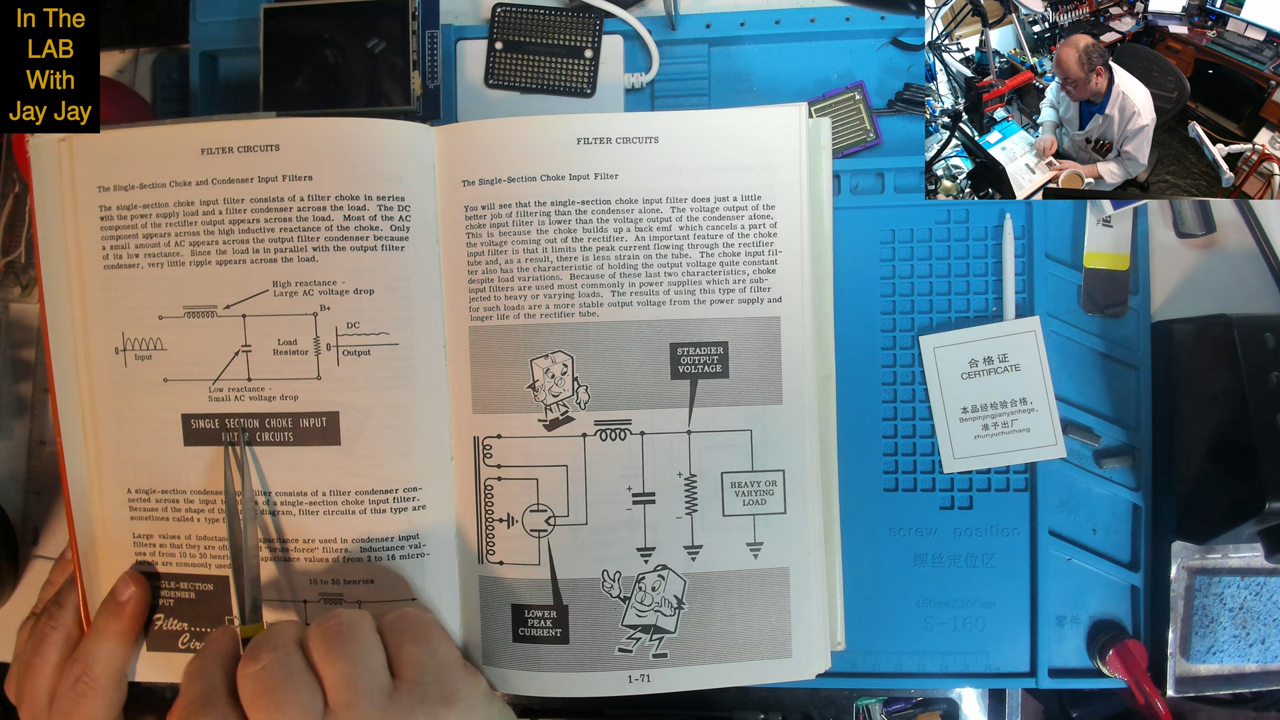 In The
LAB
With
Jay Jay
FILTER CIRCUITS
The Single-Section Choke and Condenser Input Filters
The single-section choke input filter consists of a filter choke in series
with the power supply load and a filter condenser across the load. The DC
component of the rectifier output appears across the load. Most of the AC
component appears across the high inductive reactance of the choke. Only
a small amount of AC appears across the output filter condenser because
of its low reactance. Since the load is in parallel with the output filter
condenser, very little ripple appears across the load.
High reactance -
Large AC voltage drop
B+
DC
0
Input
Load
Resistor
0
Output
Low reactance -
Small AC voltage drop
SINGLE SECTION CHOKE INPUT
FILTER CIRCUITS
A single-section condenser filter consists of a filter condenser con-
nected across the input of a single-section choke input filter.
Because of the shape of the diagram, filter circuits of this type are
sometimes called type
Large values of inductance capacitance are used in condenser input
filters so that they are often "brute-force" filters. Inductance val-
ues of from 10 to 30 henries capacitance values of from 2 to 16 micro-
are commonly used
10 to 30 henries
Filter.....
FILTER CIRCUITS
The Single-Section Choke Input Filter
You will see that the single-section choke input filter does just a little
better job of filtering than the condenser alone. The voltage output of the
choke input filter is lower than the voltage output of the condenser alone.
This is because the choke builds up a back emf which cancels a part of
the voltage coming out of the rectifier. An important feature of the choke
input filter is that it limits the peak current flowing through the rectifier
tube and, as a result, there is less strain on the tube. The choke input fil-
ter also has the characteristic of holding the output voltage quite constant
despite load variations. Because of these last two characteristics, choke
input filters are used most commonly in power supplies which are sub-
jected to heavy or varying loads. The results of using this type of filter
for such loads are a more stable output voltage from the power supply and
longer life of the rectifier tube.
STEADIER
OUTPUT
VOLTAGE
HEAVY OR
VARYING
LOAD
LOWER
PEAK
CURRENT
1-71
合格证
CERTIFICATE
本品经检验合格，
Benpinjingjianyanhege,
准予出厂
zhunyuchuchang
screw position
螺丝定位区
450mmx300mm
S-160